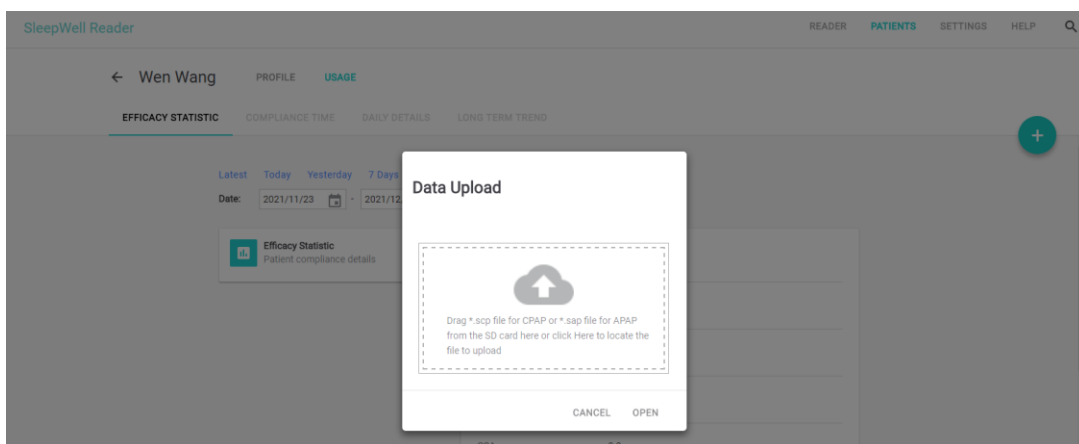 SleepWell Reader
READER PATIENTS SETTINGS HELP
Wen Wang PROFILE USAGE
EFFICACY STATISTIC COMPLIANCE TIME DAILY DETAILS LONG TERM TREND
Latest Today Yesterday 7 Days
Date: 2021/11/23 - 2021/12
Efficacy Statistic
Patient compliance details
Data Upload
Drag *.scp file for CPAP or *.sap file for APAP
from the SD card here or click Here to locate the
file to upload
CANCEL OPEN